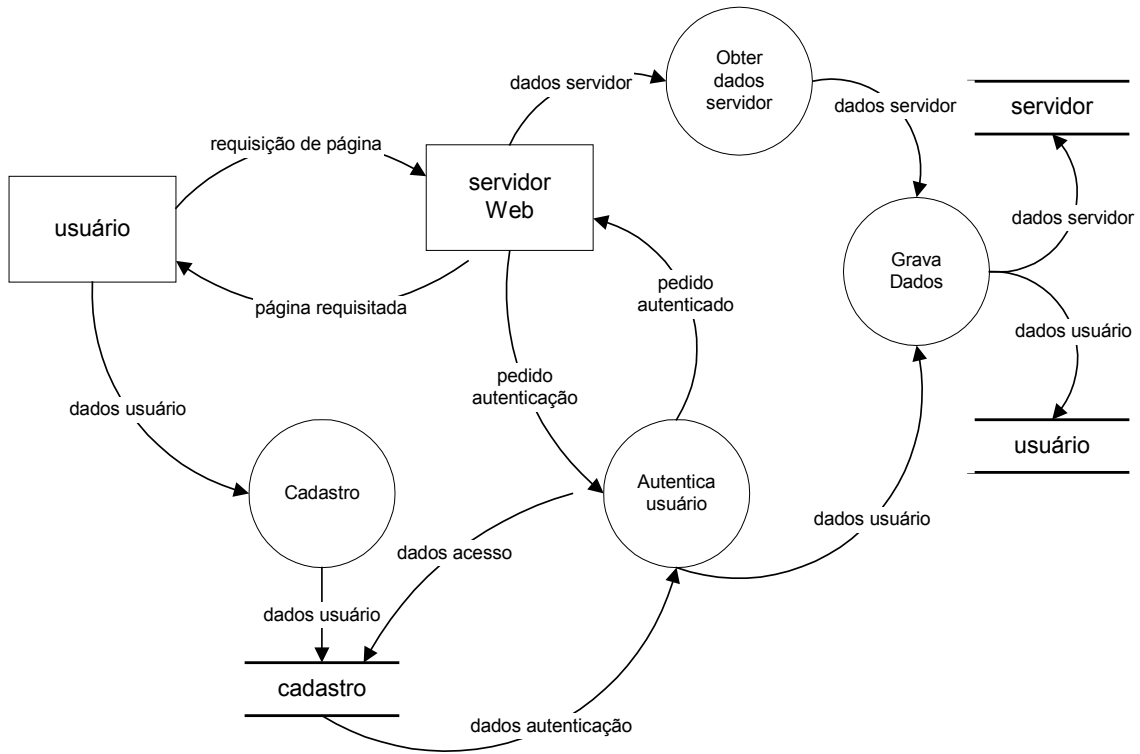 Obter
dados
servidor
dados servidor
dados servidor
servidor
requisição de página
servidor
Web
usuário
dados servidor
Grava
Dados
pedido
autenticado
página requisitada
dados usuário
pedido
autenticação
dados usuário
usuário
Cadastro
Autentica
usuário
dados usuário
dados acesso
dados usuário
cadastro
dados autenticação